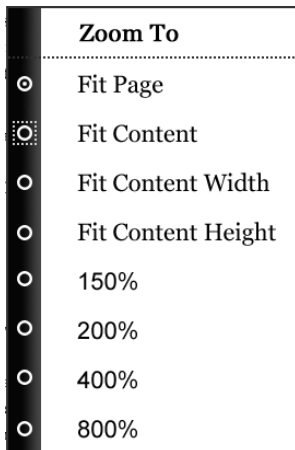 Zoom To
Fit Page
Fit Content
Fit Content Width
Fit Content Height
150%
200%
400%
800%